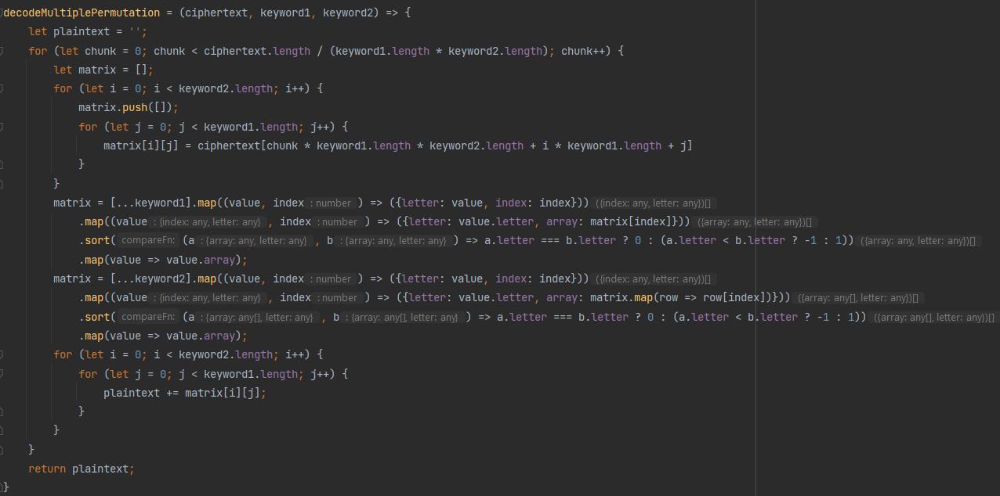 decodeMultiplePermutation = (ciphertext, keyword1, keyword2) => {
    let plaintext = '';
    for (let chunk = 0; chunk < ciphertext.length / (keyword1.length * keyword2.length); chunk++) {
        let matrix = [];
        for (let i = 0; i < keyword2.length; i++) {
            matrix.push([]);
            for (let j = 0; j < keyword1.length; j++) {
                matrix[i][j] = ciphertext[chunk * keyword1.length * keyword2.length + i * keyword1.length + j]
            }
        }
        matrix = [...keyword1].map((value, index : number ) => ({letter: value, index: index})) ({index: any, letter: any})[]
            .map((value : {index: any, letter: any} , index : number ) => ({letter: value.letter, array: matrix[index]})) ({array: any, letter: any})[]
            .sort( compareFn: (a : {array: any, letter: any} , b : {array: any, letter: any} ) => a.letter === b.letter ? 0 : (a.letter < b.letter ? -1 : 1)) ({array: any, letter: any})[]
            .map(value => value.array);
        matrix = [...keyword2].map((value, index : number ) => ({letter: value, index: index})) ({index: any, letter: any})[]
            .map((value : {index: any, letter: any} , index : number ) => ({letter: value.letter, array: matrix.map(row => row[index])})) ({array: any[], letter: any})[]
            .sort( compareFn: (a : {array: any[], letter: any} , b : {array: any[], letter: any} ) => a.letter === b.letter ? 0 : (a.letter < b.letter ? -1 : 1)) ({array: any[], letter: any})[]
            .map(value => value.array);
        for (let i = 0; i < keyword2.length; i++) {
            for (let j = 0; j < keyword1.length; j++) {
                plaintext += matrix[i][j];
            }
        }
    }
    return plaintext;
}